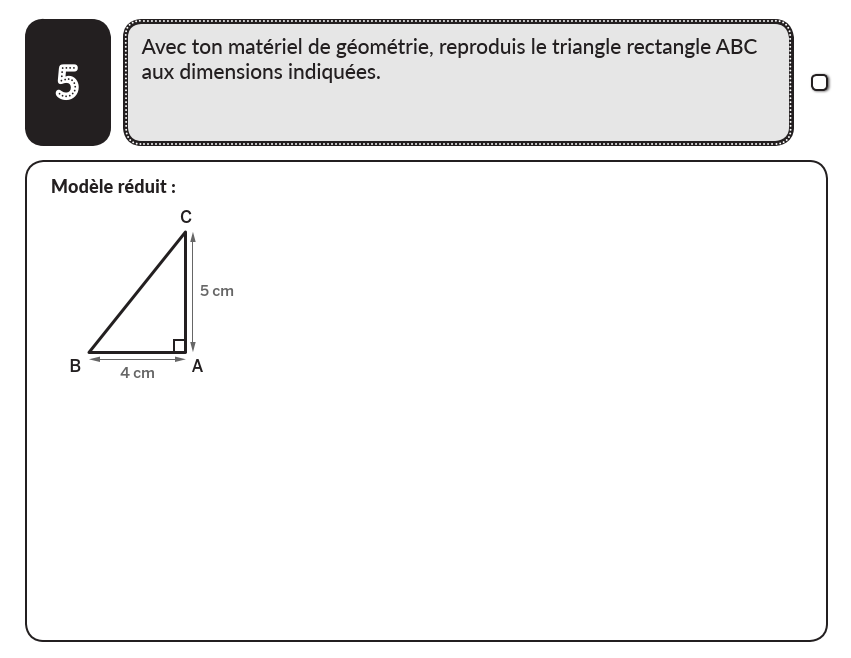 5
Avec ton matériel de géométrie, reproduis le triangle rectangle ABC
aux dimensions indiquées.
Modèle réduit :
C
5 cm
B
A
4 cm